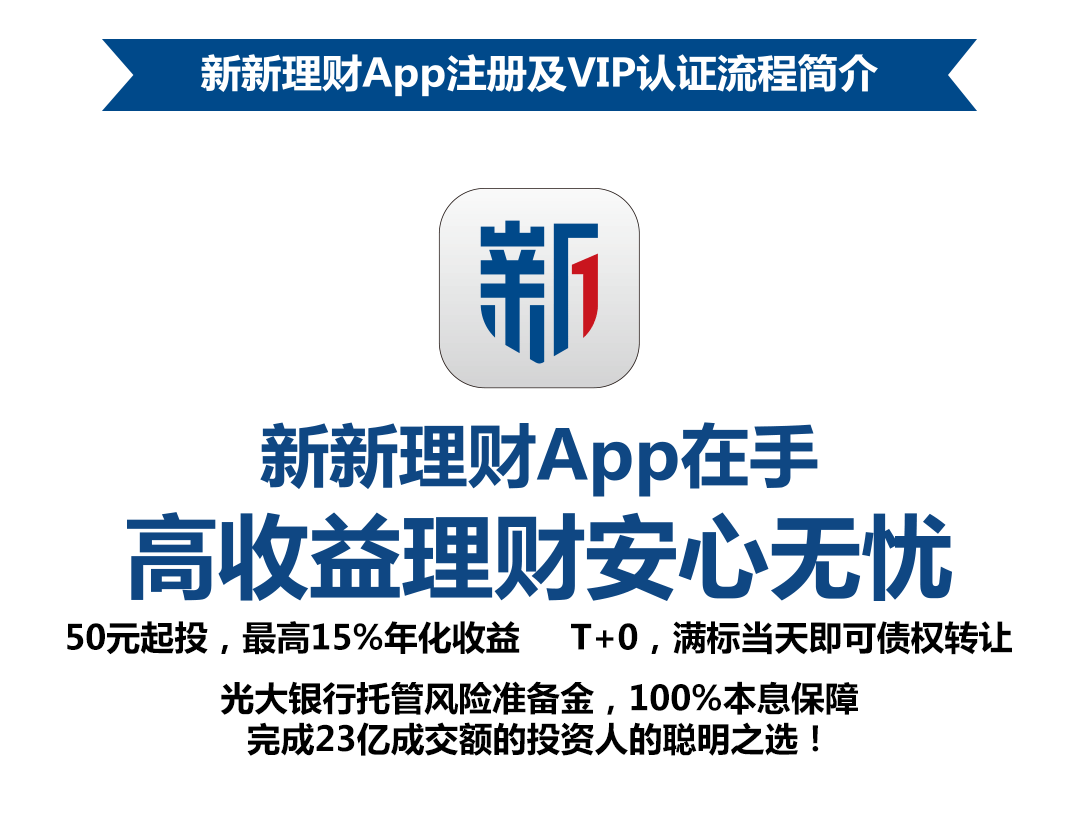 新新理财App注册及VIP认证流程简介
新1
新新理财App在手
高收益理财安心无忧
50元起投，最高15%年化收益 T+0，满标当天即可债权转让
光大银行托管风险准备金，100%本息保障
完成23亿成交额的投资人的聪明之选！